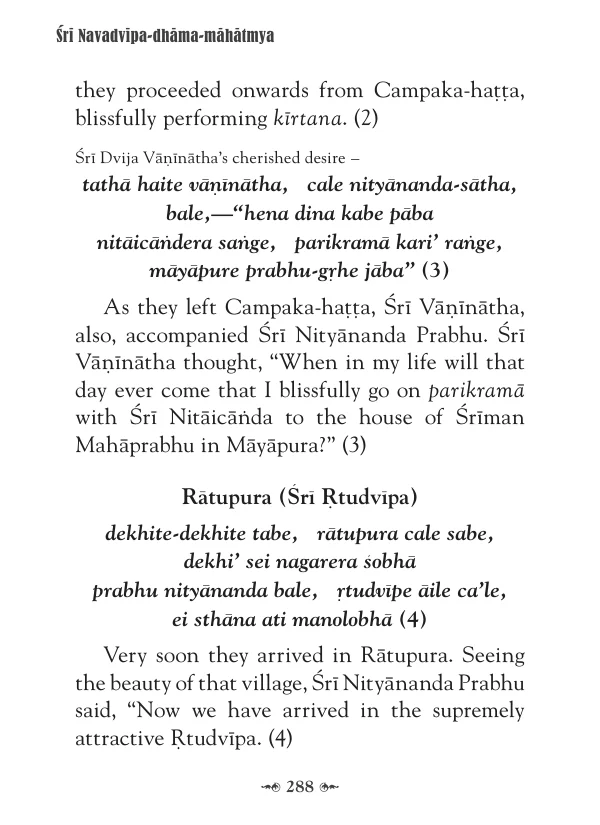 Śrī Navadvīpa-dhāma-māhātmya
they proceeded onwards from Campaka-haṭṭa,
blissfully performing kīrtana. (2)
Śrī Dvija Vāṇīnātha’s cherished desire –
tathā haite vāṇīnātha, cale nityānanda-sātha,
bale,—“hena dina kabe pāba
nitāicāṅdera saṅge, parikramā kari’ raṅge,
māyāpure prabhu-gṛhe jāba” (3)
As they left Campaka-haṭṭa, Śrī Vāṇīnātha,
also, accompanied Śrī Nityānanda Prabhu. Śrī
Vāṇīnātha thought, “When in my life will that
day ever come that I blissfully go on parikramā
with Śrī Nitāicāṅda to the house of Śrīman
Mahāprabhu in Māyāpura?” (3)
Rātupura (Śrī Ṛtudvīpa)
dekhite-dekhite tabe, rātupura cale sabe,
dekhi’ sei nagarera śobhā
prabhu nityānanda bale, ṛtudvīpe āile ca’le,
ei sthāna ati manolobhā (4)
Very soon they arrived in Rātupura. Seeing
the beauty of that village, Śrī Nityānanda Prabhu
said, “Now we have arrived in the supremely
attractive Ṛtudvīpa. (4)
288